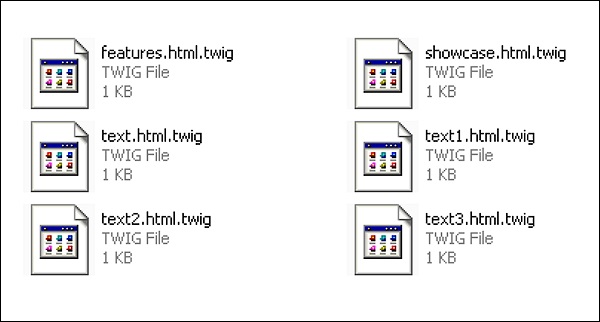 features.html.twig
TWIG File
1 KB
showcase.html.twig
TWIG File
1 KB
text.html.twig
TWIG File
1 KB
text1.html.twig
TWIG File
1 KB
text2.html.twig
TWIG File
1 KB
text3.html.twig
TWIG File
1 KB